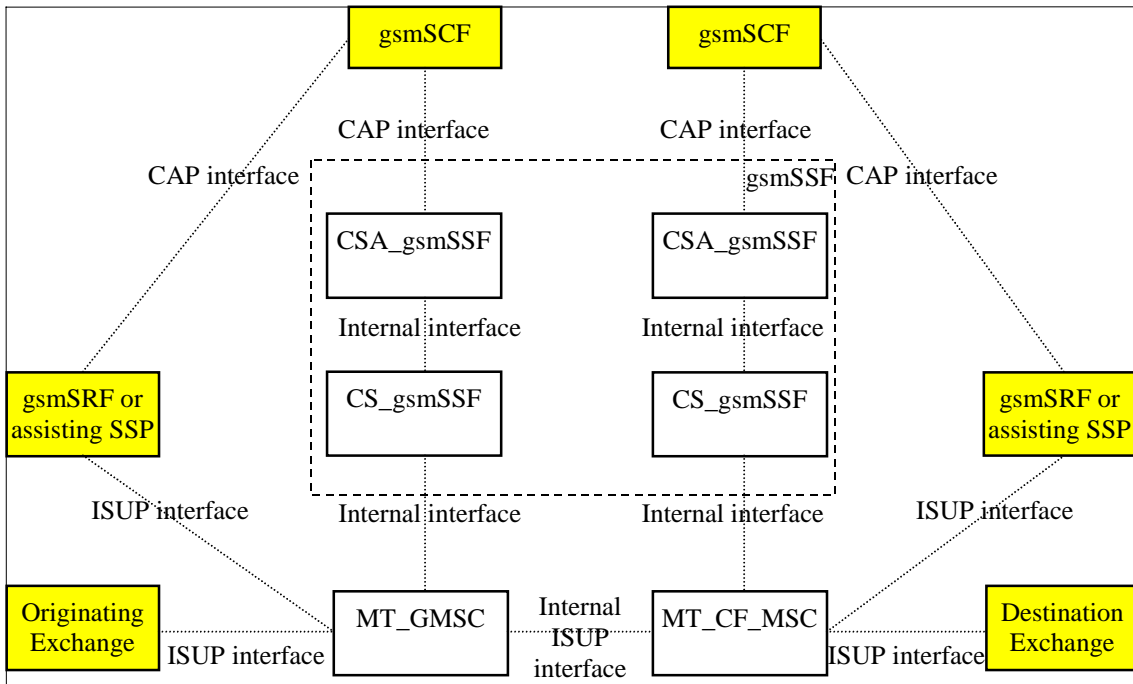 gsmSCF
gsmSCF
CAP interface
CAP interface
CAP interface
gsmSSF
CAP interface
CSA_gsmSSF
CSA_gsmSSF
Internal interface
Internal interface
gsmSRF or
assisting SSP
CS_gsmSSF
CS_gsmSSF
gsmSRF or
assisting SSP
ISUP interface
Internal interface
Internal interface
ISUP interface
Originating
Exchange
MT_GMSC
Internal
ISUP
interface
MT_CF_MSC
Destination
Exchange
ISUP interface
ISUP interface